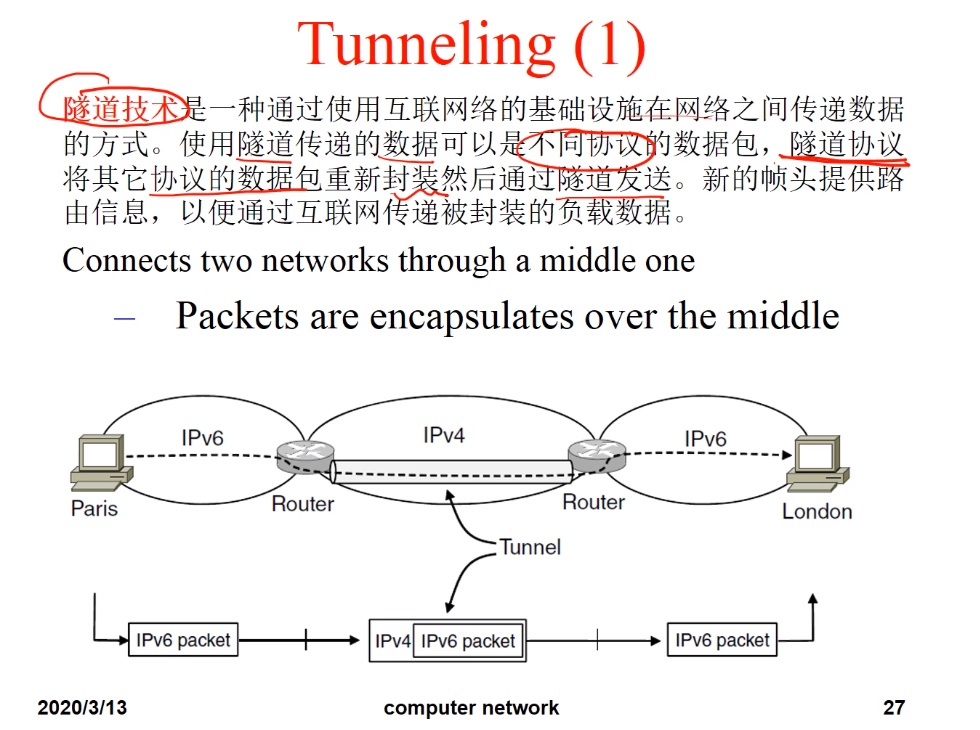 Tunneling (1)
隧道技术是一种通过使用互联网络的基础设施在网络之间传递数据
的方式。使用隧道传递的数据可以是不同协议的数据包，隧道协议
将其它协议的数据包重新封装然后通过隧道发送。新的帧头提供路
由信息，以便通过互联网传递被封装的负载数据。
Connects two networks through a middle one
– Packets are encapsulates over the middle
IPv6
IPv4
IPv6
Paris
Router
Router
London
Tunnel
IPv6 packet
IPv4 IPv6 packet
IPv6 packet
2020/3/13
computer network
27